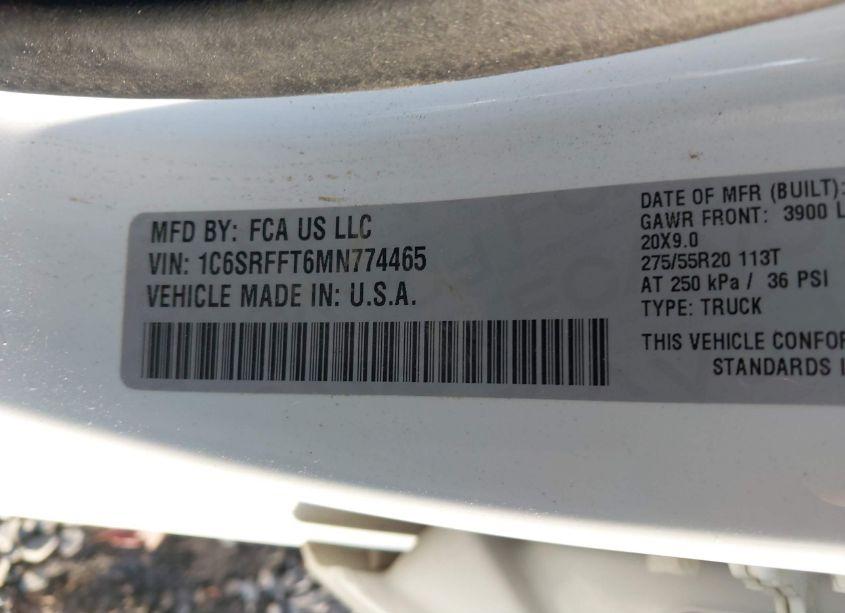 MFD BY: FCA US LLC
VIN: 1C6SRFFT6MN774465
VEHICLE MADE IN: U.S.A.
DATE OF MFR (BUILT):
GAWR FRONT: 3900 L
20X9.0
275/55R20 113T
AT 250 kPa / 36 PSI
TYPE: TRUCK
THIS VEHICLE CONFOR
STANDARDS I